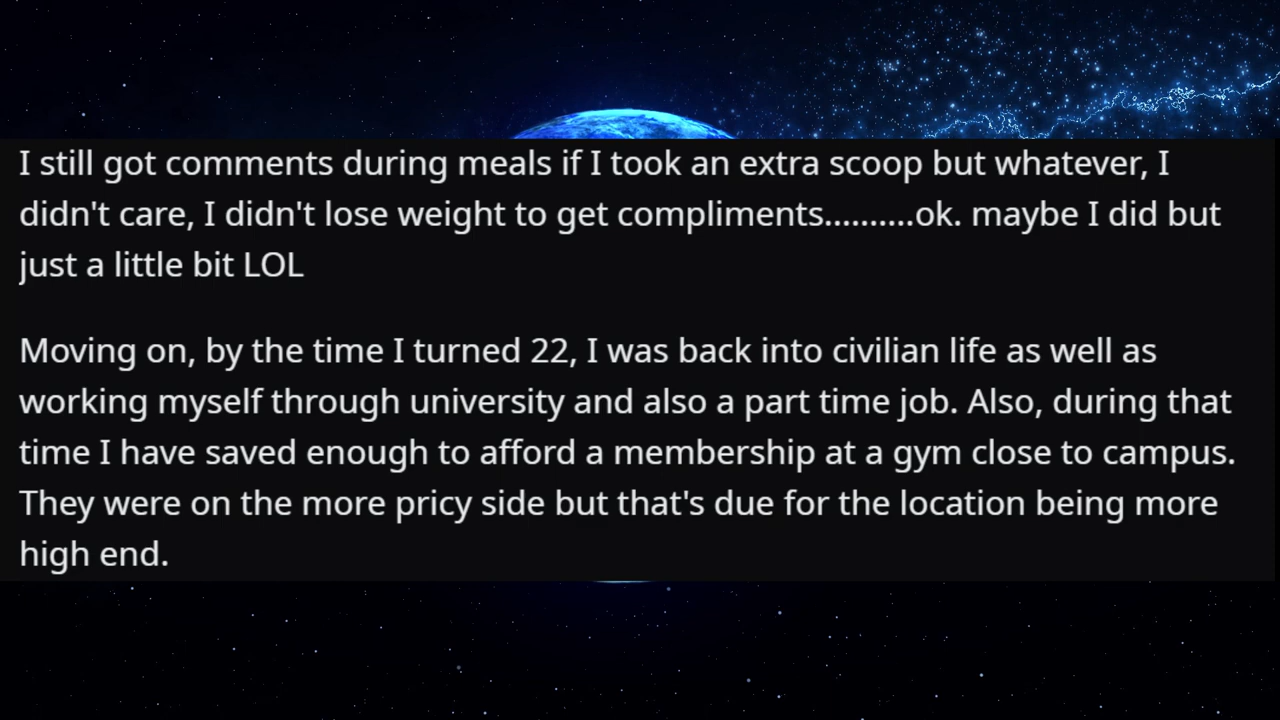 I still got comments during meals if I took an extra scoop but whatever, I
didn't care, I didn't lose weight to get compliments..........ok. maybe I did but
just a little bit LOL
Moving on, by the time I turned 22, I was back into civilian life as well as
working myself through university and also a part time job. Also, during that
time I have saved enough to afford a membership at a gym close to campus.
They were on the more pricy side but that's due for the location being more
high end.